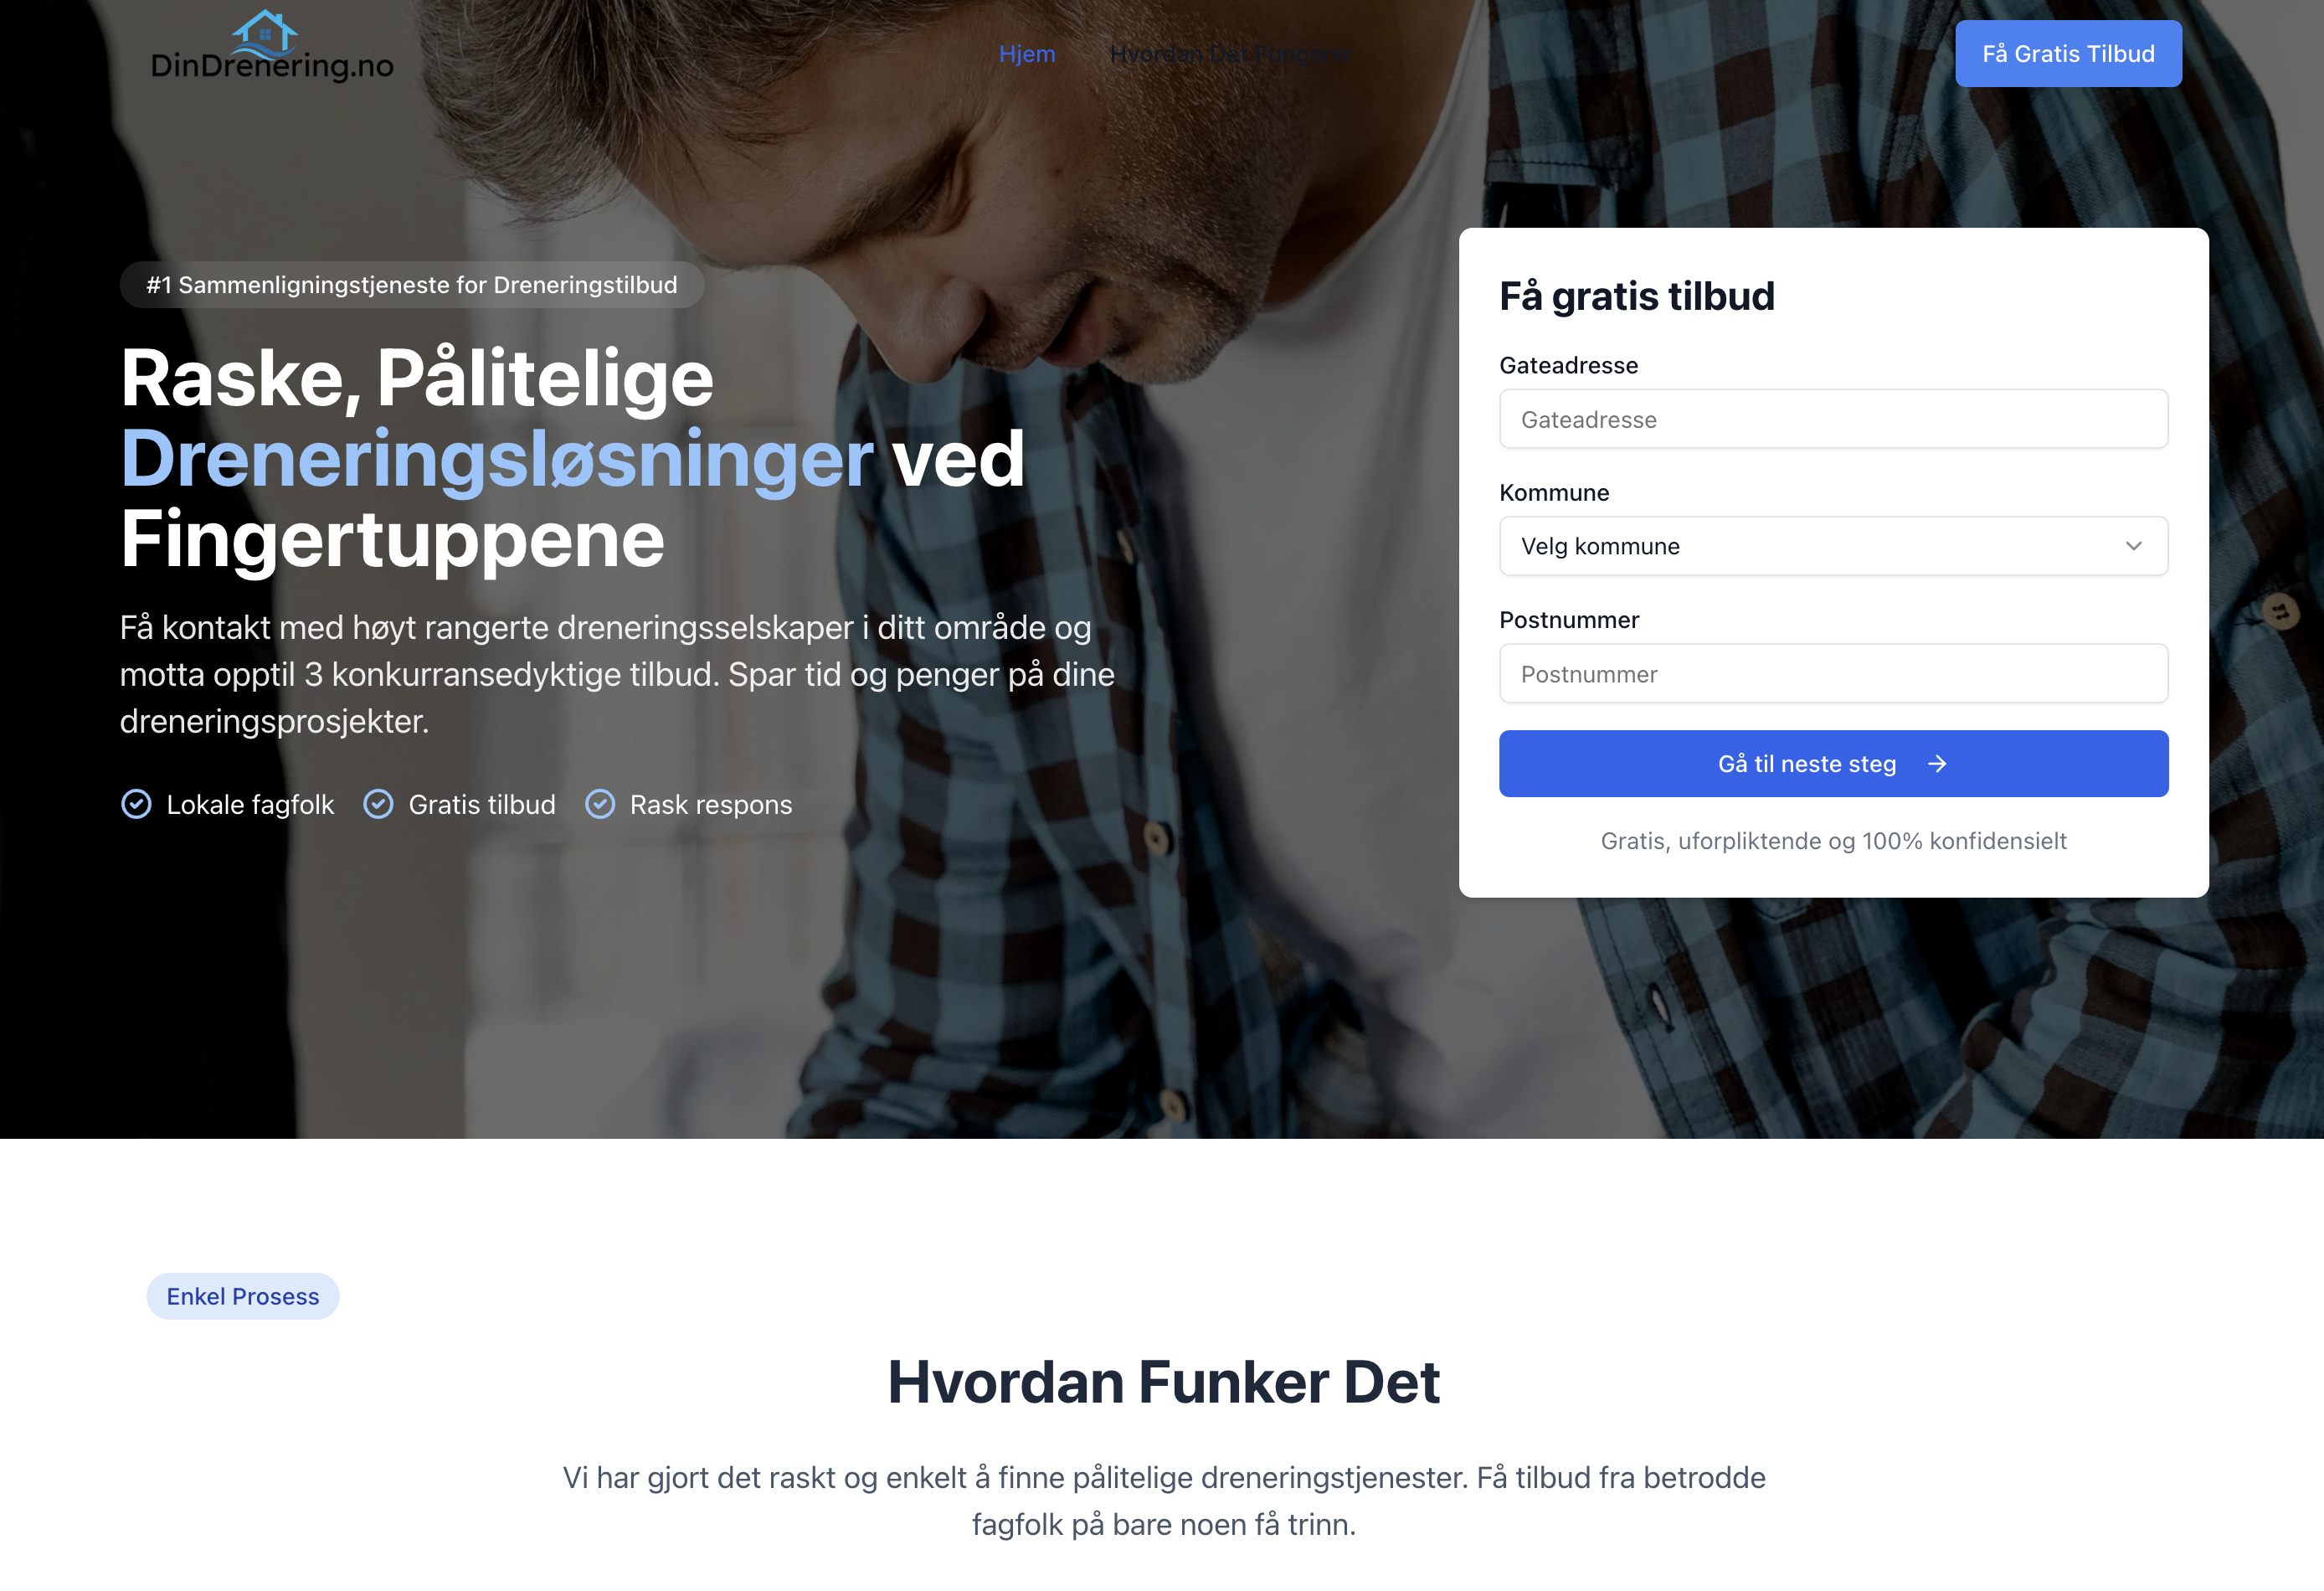 DinDrenering.no
Hjem
Hvordan Det Fungerer
Få Gratis Tilbud
#1 Sammenligningstjeneste for Dreneringstilbud
Raske, Pålitelige
Dreneringsløsninger ved
Fingertuppene
Få kontakt med høyt rangerte dreneringsselskaper i ditt område og
motta opptil 3 konkurransedyktige tilbud. Spar tid og penger på dine
dreneringsprosjekter.
Lokale fagfolk
Gratis tilbud
Rask respons
Få gratis tilbud
Gateadresse
Gateadresse
Kommune
Velg kommune
Postnummer
Postnummer
Gå til neste steg
Gratis, uforpliktende og 100% konfidensielt
Enkel Prosess
Hvordan Funker Det
Vi har gjort det raskt og enkelt å finne pålitelige dreneringstjenester. Få tilbud fra betrodde
fagfolk på bare noen få trinn.